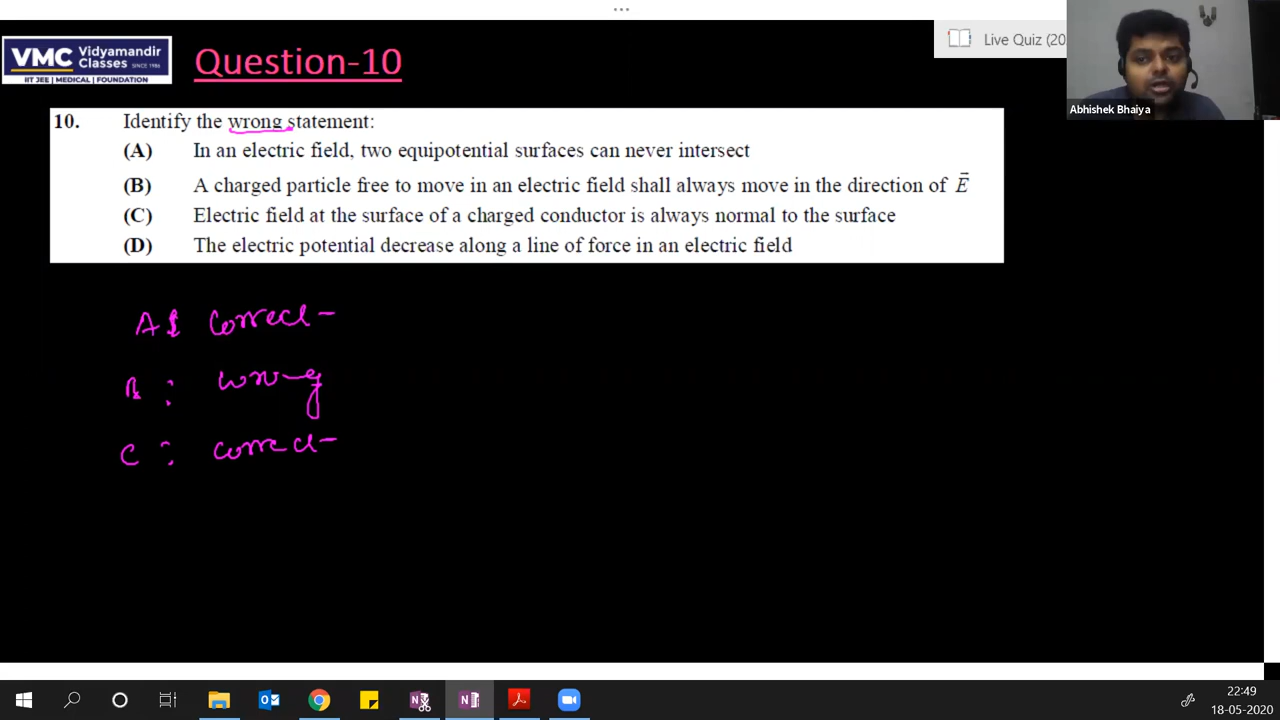 ...
VMC Vidyamandir Classes SINCE 1986
IIT JEE | MEDICAL | FOUNDATION
Question-10
Live Quiz (20
Abhishek Bhaiya
10. Identify the wrong statement:
(A) In an electric field, two equipotential surfaces can never intersect
(B) A charged particle free to move in an electric field shall always move in the direction of E⃗
(C) Electric field at the surface of a charged conductor is always normal to the surface
(D) The electric potential decrease along a line of force in an electric field
A : correct
B : wrong
C : correct
22:49
18-05-2020